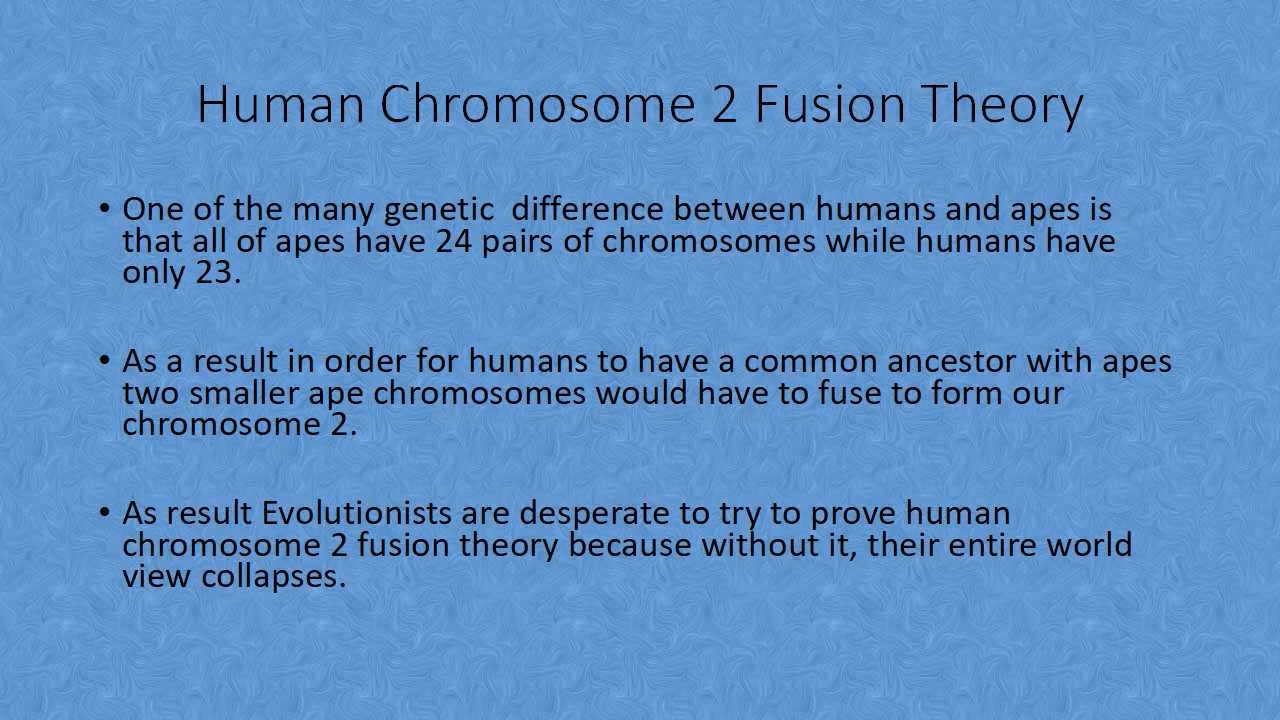 Human Chromosome 2 Fusion Theory
• One of the many genetic  difference between humans and apes is
that all of apes have 24 pairs of chromosomes while humans have
only 23.
• As a result in order for humans to have a common ancestor with apes
two smaller ape chromosomes would have to fuse to form our
chromosome 2.
• As result Evolutionists are desperate to try to prove human
chromosome 2 fusion theory because without it, their entire world
view collapses.